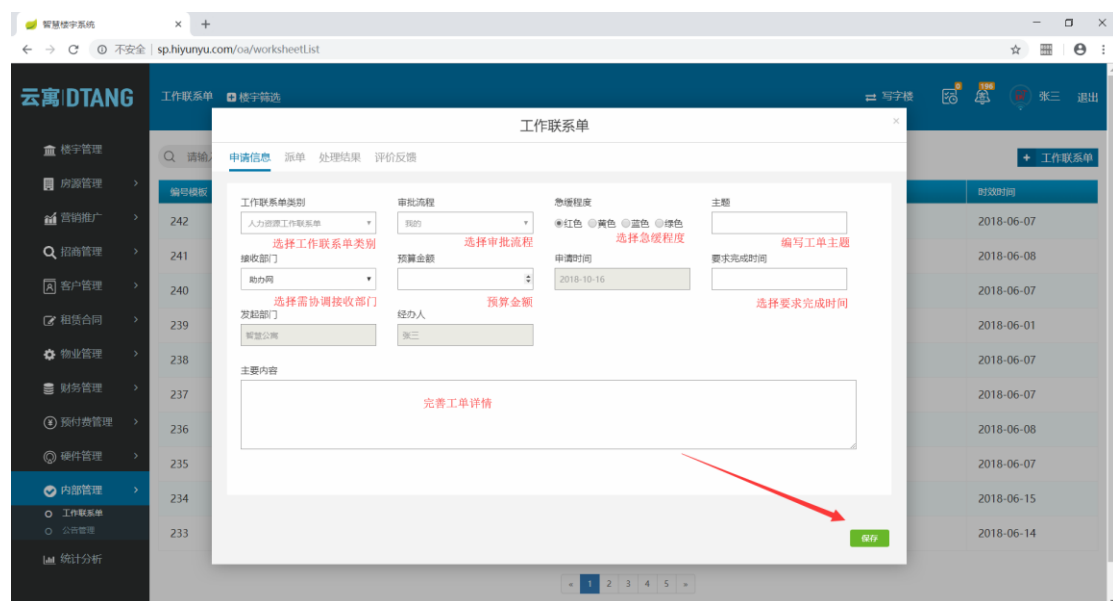 智慧楼宇系统
不安全 sp.hiyunyu.com/oa/worksheetList
云寓 DTANG
工作联系单 楼宇筛选
写字楼 196 张三 退出
工作联系单
申请信息 派单 处理结果 评价反馈
请输
+ 工作联系单
编号模板
时效时间
楼宇管理
房源管理
营销推广
招商管理
客户管理
租赁合同
物业管理
财务管理
预付费管理
硬件管理
内部管理
工作联系单
公告管理
统计分析
工作联系单类别 审批流程 急缓程度 主题
人力资源工作联系单 我的 红色 黄色 蓝色 绿色
选择工作联系单类别 选择审批流程 选择急缓程度 编写工单主题
接收部门 预算金额 申请时间 要求完成时间
助办网 2018-10-16
选择需协调接收部门 预算金额 选择要求完成时间
发起部门 经办人
智慧公寓 张三
主要内容
完善工单详情
保存
242 2018-06-07
241 2018-06-08
240 2018-06-07
239 2018-06-01
238 2018-06-07
237 2018-06-07
236 2018-06-08
235 2018-06-07
234 2018-06-15
233 2018-06-14
« 1 2 3 4 5 »